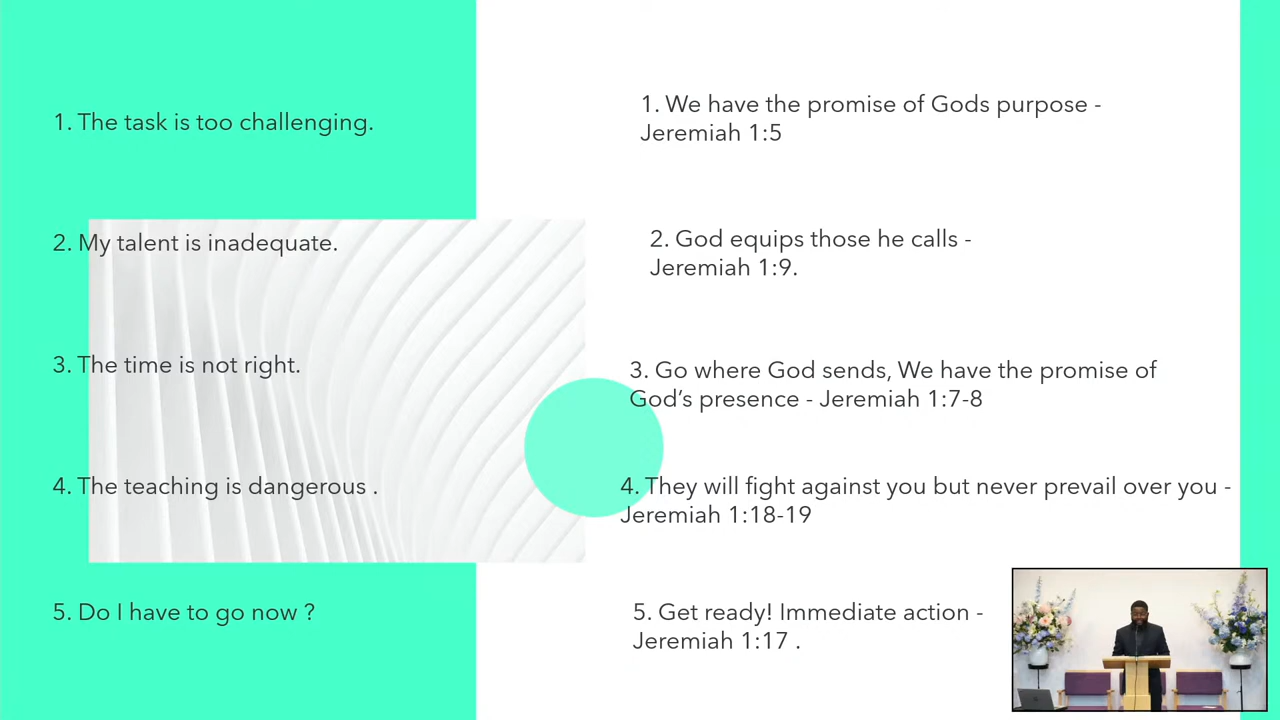 1. The task is too challenging.
2. My talent is inadequate.
3. The time is not right.
4. The teaching is dangerous .
5. Do I have to go now ?
1. We have the promise of Gods purpose -
Jeremiah 1:5
2. God equips those he calls -
Jeremiah 1:9.
3. Go where God sends, We have the promise of
God’s presence - Jeremiah 1:7-8
4. They will fight against you but never prevail over you -
Jeremiah 1:18-19
5. Get ready! Immediate action -
Jeremiah 1:17 .